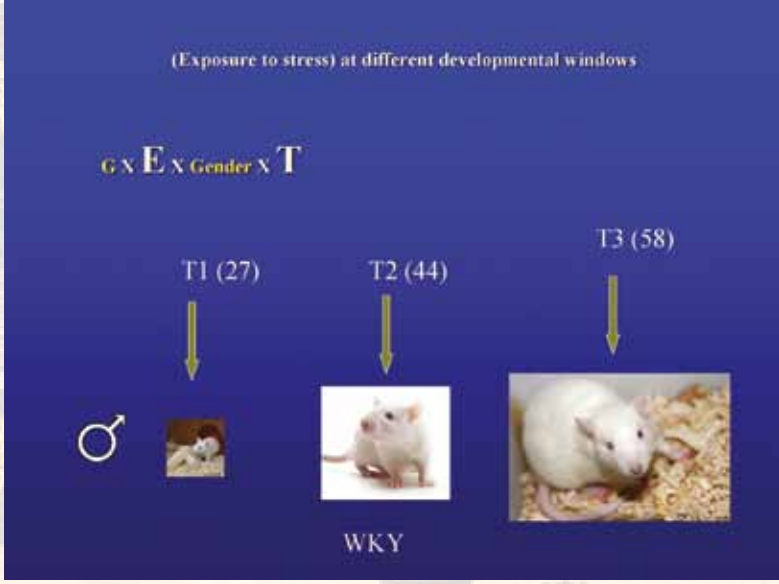 (Exposure to stress) at different developmental windows
G X E X Gender X T
T1 (27)
T2 (44)
T3 (58)
WKY